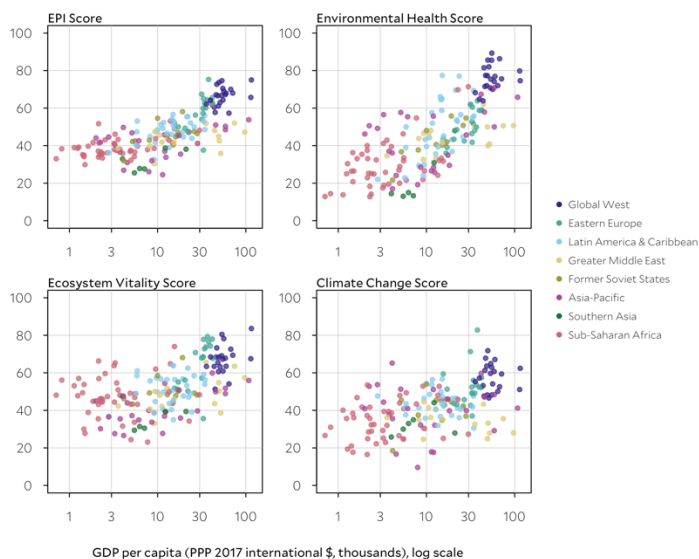 EPI Score
Environmental Health Score
100
80
60
40
20
0
1 3 10 30 100
100
80
60
40
20
0
1 3 10 30 100
Ecosystem Vitality Score
Climate Change Score
100
80
60
40
20
0
1 3 10 30 100
100
80
60
40
20
0
1 3 10 30 100
Global West
Eastern Europe
Latin America & Caribbean
Greater Middle East
Former Soviet States
Asia-Pacific
Southern Asia
Sub-Saharan Africa
GDP per capita (PPP 2017 international $, thousands), log scale